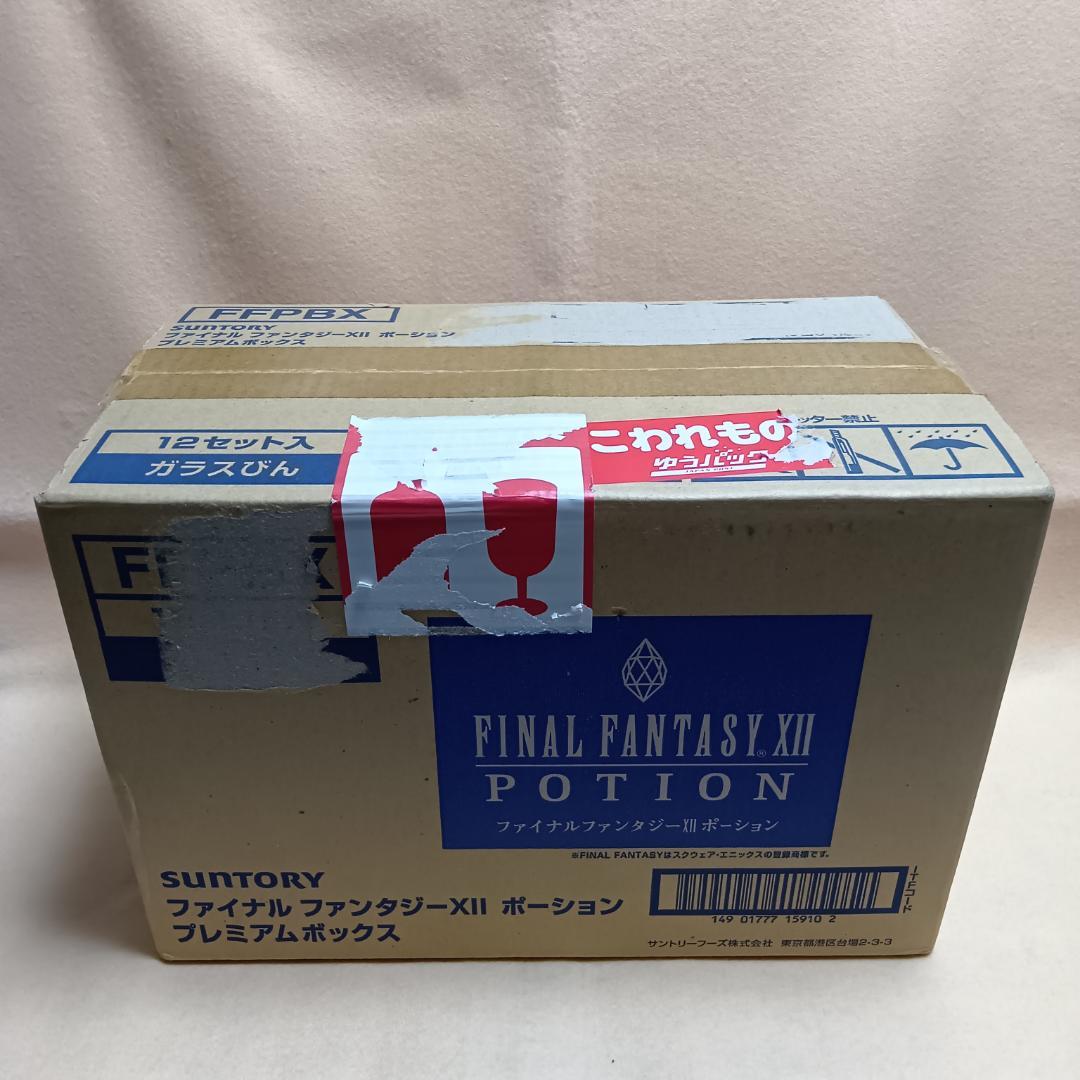 FFPBX
SUNTORY
ファイナル ファンタジーXII ポーション
プレミアムボックス
12セット入
ガラスびん
こわれもの
ゆうパック
JAPAN POST
ッター禁止
FINAL FANTASY® XII
POTION
ファイナルファンタジーXII ポーション
※FINAL FANTASYはスクウェア・エニックスの登録商標です。
SUNTORY
ファイナル ファンタジーXII ポーション
プレミアムボックス
ITFコード
149 01777 15910 2
サントリーフーズ株式会社 東京都港区台場2-3-3